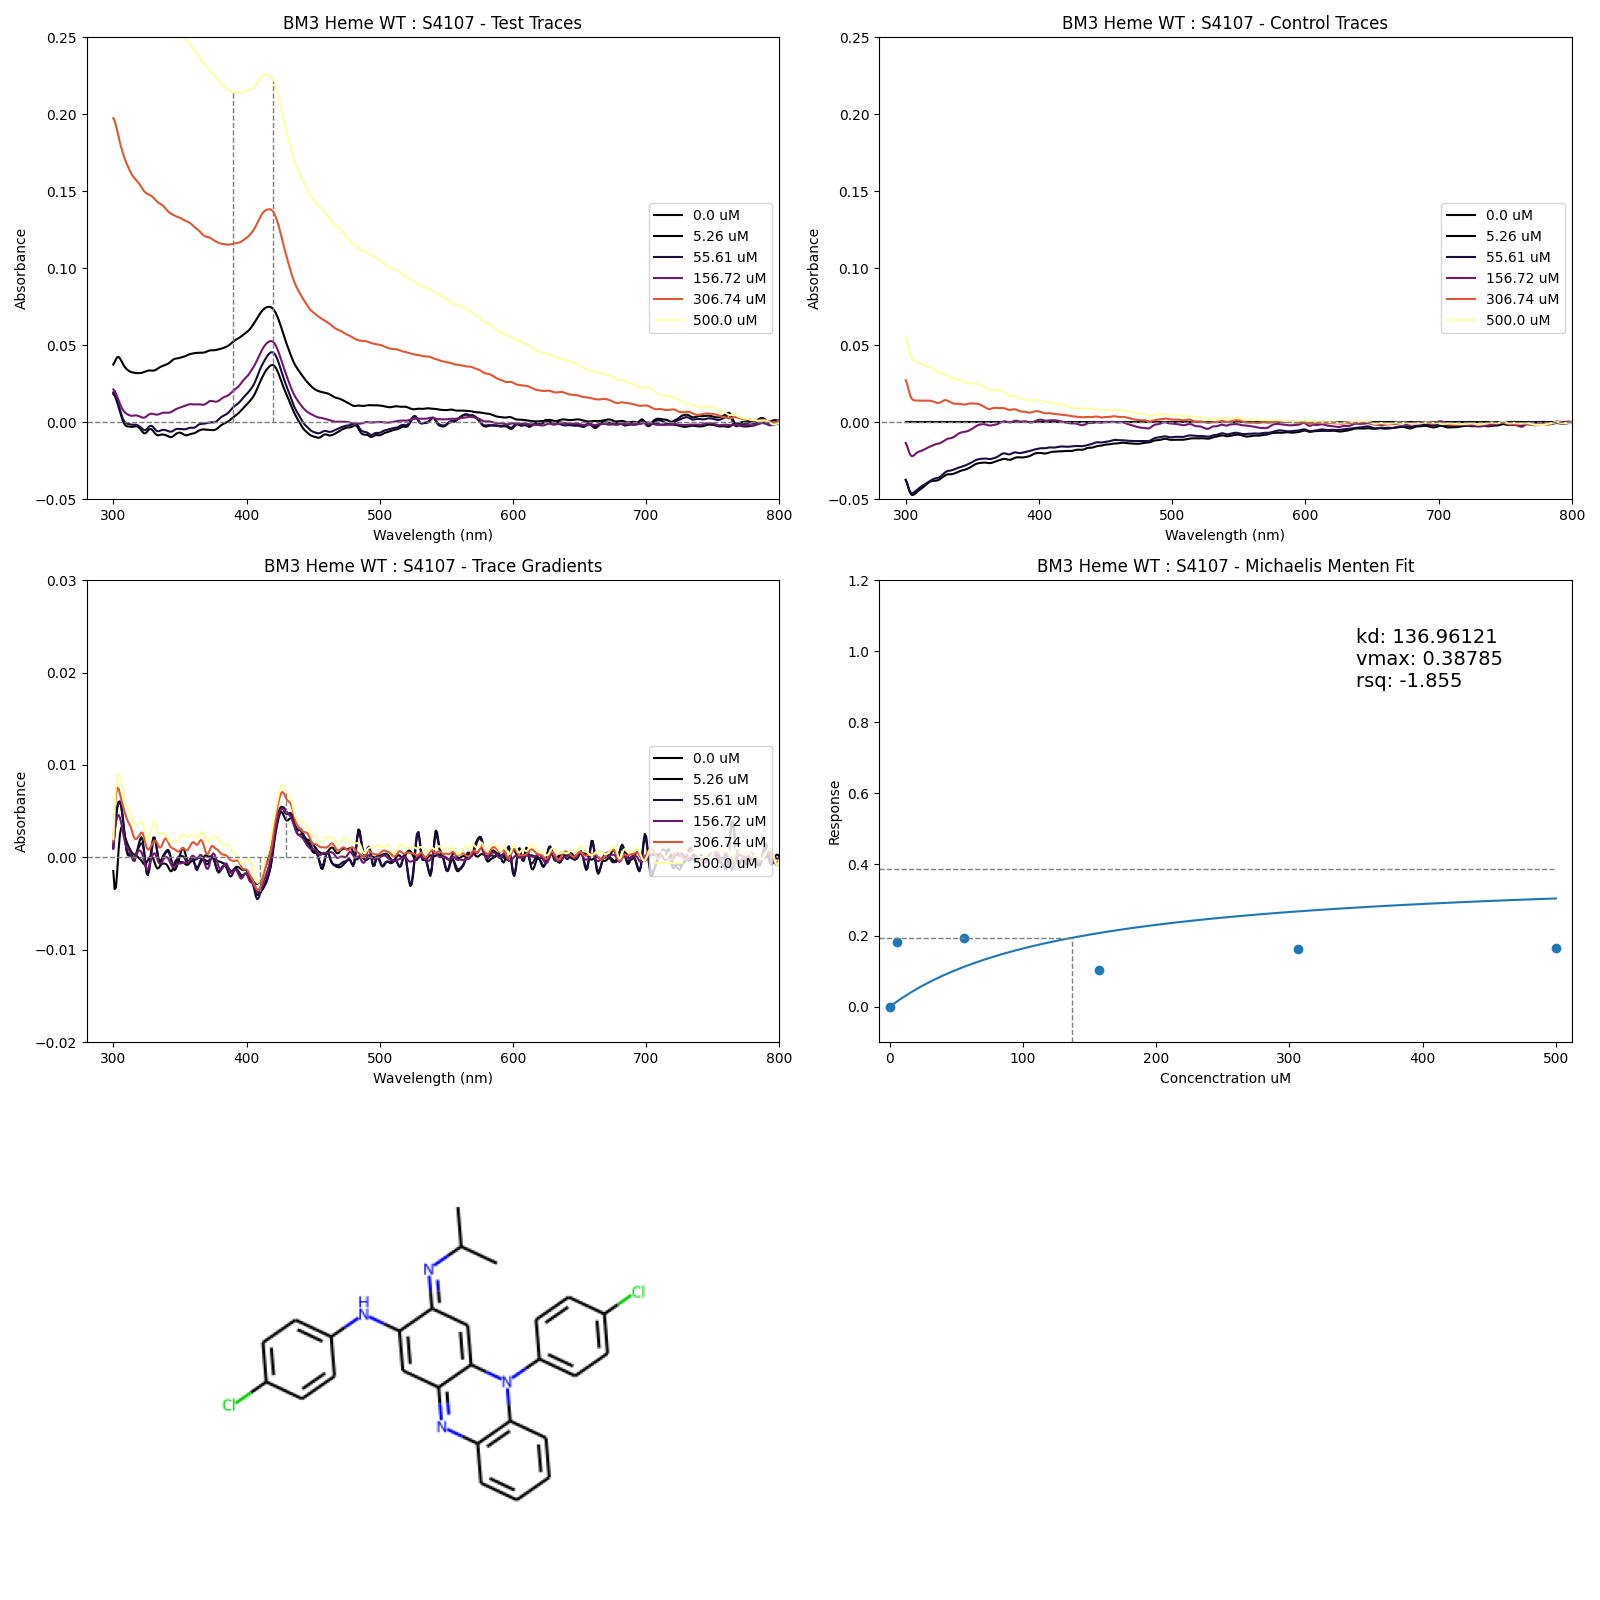 BM3 Heme WT : S4107 - Test Traces
0.25
0.20
0.15
0.10
0.05
0.00
−0.05
Absorbance
300 400 500 600 700 800
Wavelength (nm)
0.0 uM
5.26 uM
55.61 uM
156.72 uM
306.74 uM
500.0 uM
BM3 Heme WT : S4107 - Control Traces
0.25
0.20
0.15
0.10
0.05
0.00
−0.05
Absorbance
300 400 500 600 700 800
Wavelength (nm)
0.0 uM
5.26 uM
55.61 uM
156.72 uM
306.74 uM
500.0 uM
BM3 Heme WT : S4107 - Trace Gradients
0.03
0.02
0.01
0.00
−0.01
−0.02
Absorbance
300 400 500 600 700 800
Wavelength (nm)
0.0 uM
5.26 uM
55.61 uM
156.72 uM
306.74 uM
500.0 uM
BM3 Heme WT : S4107 - Michaelis Menten Fit
1.2
1.0
0.8
0.6
0.4
0.2
0.0
Response
kd: 136.96121
vmax: 0.38785
rsq: -1.855
0 100 200 300 400 500
Concenctration uM
N
H
N
Cl
N
Cl
N